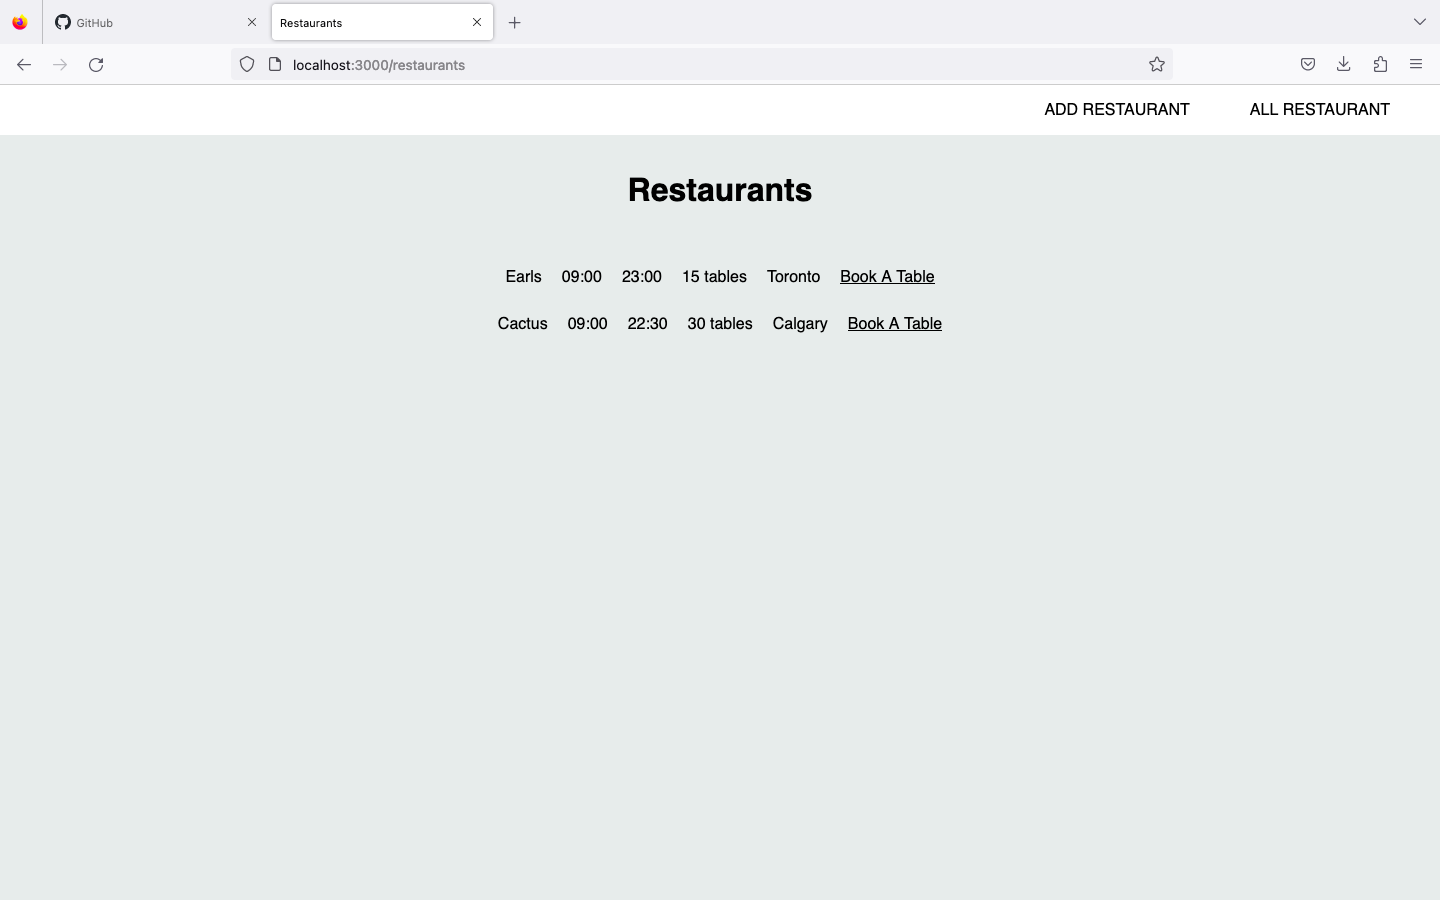 GitHub Restaurants
localhost:3000/restaurants
ADD RESTAURANT ALL RESTAURANT
Restaurants
Earls 09:00 23:00 15 tables Toronto Book A Table
Cactus 09:00 22:30 30 tables Calgary Book A Table